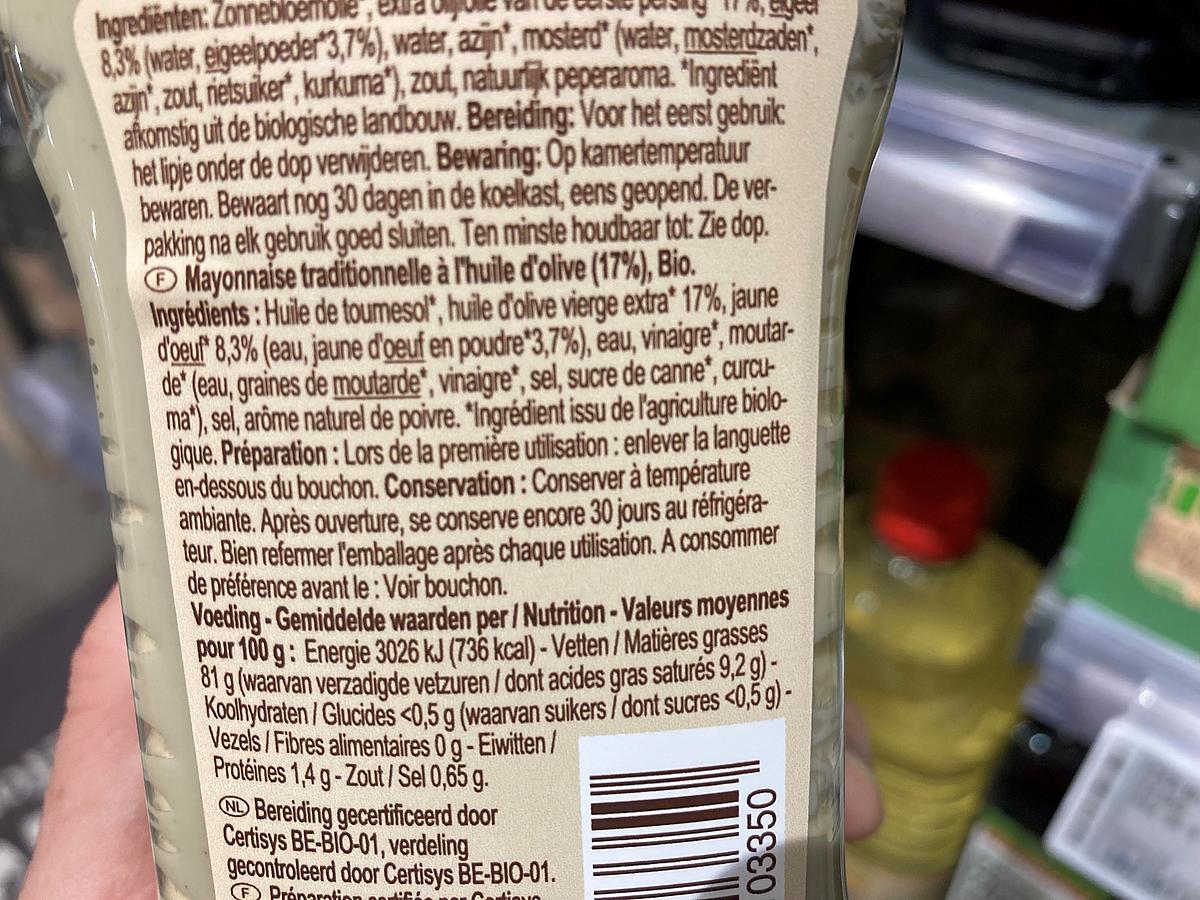 Ingrediënten: Zonnebloemolie*, extra olijfolie van de eerste persing* 17%, eigeel*
8,3% (water, eigeelpoeder*3,7%), water, azijn*, mosterd* (water, mosterdzaden*,
azijn*, zout, rietsuiker*, kurkuma*), zout, natuurlijk peperaroma. *Ingrediënt
afkomstig uit de biologische landbouw. Bereiding: Voor het eerst gebruik:
het lipje onder de dop verwijderen. Bewaring: Op kamertemperatuur
bewaren. Bewaart nog 30 dagen in de koelkast, eens geopend. De ver-
pakking na elk gebruik goed sluiten. Ten minste houdbaar tot: Zie dop.
F Mayonnaise traditionnelle à l'huile d'olive (17%), Bio.
Ingrédients : Huile de tournesol*, huile d'olive vierge extra* 17%, jaune
d'oeuf* 8,3% (eau, jaune d'oeuf en poudre*3,7%), eau, vinaigre*, moutar-
de* (eau, graines de moutarde*, vinaigre*, sel, sucre de canne*, curcu-
ma*), sel, arôme naturel de poivre. *Ingrédient issu de l'agriculture biolo-
gique. Préparation : Lors de la première utilisation : enlever la languette
en-dessous du bouchon. Conservation : Conserver à température
ambiante. Après ouverture, se conserve encore 30 jours au réfrigéra-
teur. Bien refermer l'emballage après chaque utilisation. A consommer
de préférence avant le : Voir bouchon.
Voeding - Gemiddelde waarden per / Nutrition - Valeurs moyennes
pour 100 g : Energie 3026 kJ (736 kcal) - Vetten / Matières grasses
81 g (waarvan verzadigde vetzuren / dont acides gras saturés 9,2 g) -
Koolhydraten / Glucides <0,5 g (waarvan suikers / dont sucres <0,5 g) -
Vezels / Fibres alimentaires 0 g - Eiwitten /
Protéines 1,4 g - Zout / Sel 0,65 g.
NL Bereiding gecertificeerd door
Certisys BE-BIO-01, verdeling
gecontroleerd door Certisys BE-BIO-01.
F Préparation certifiée par Certisys
03350